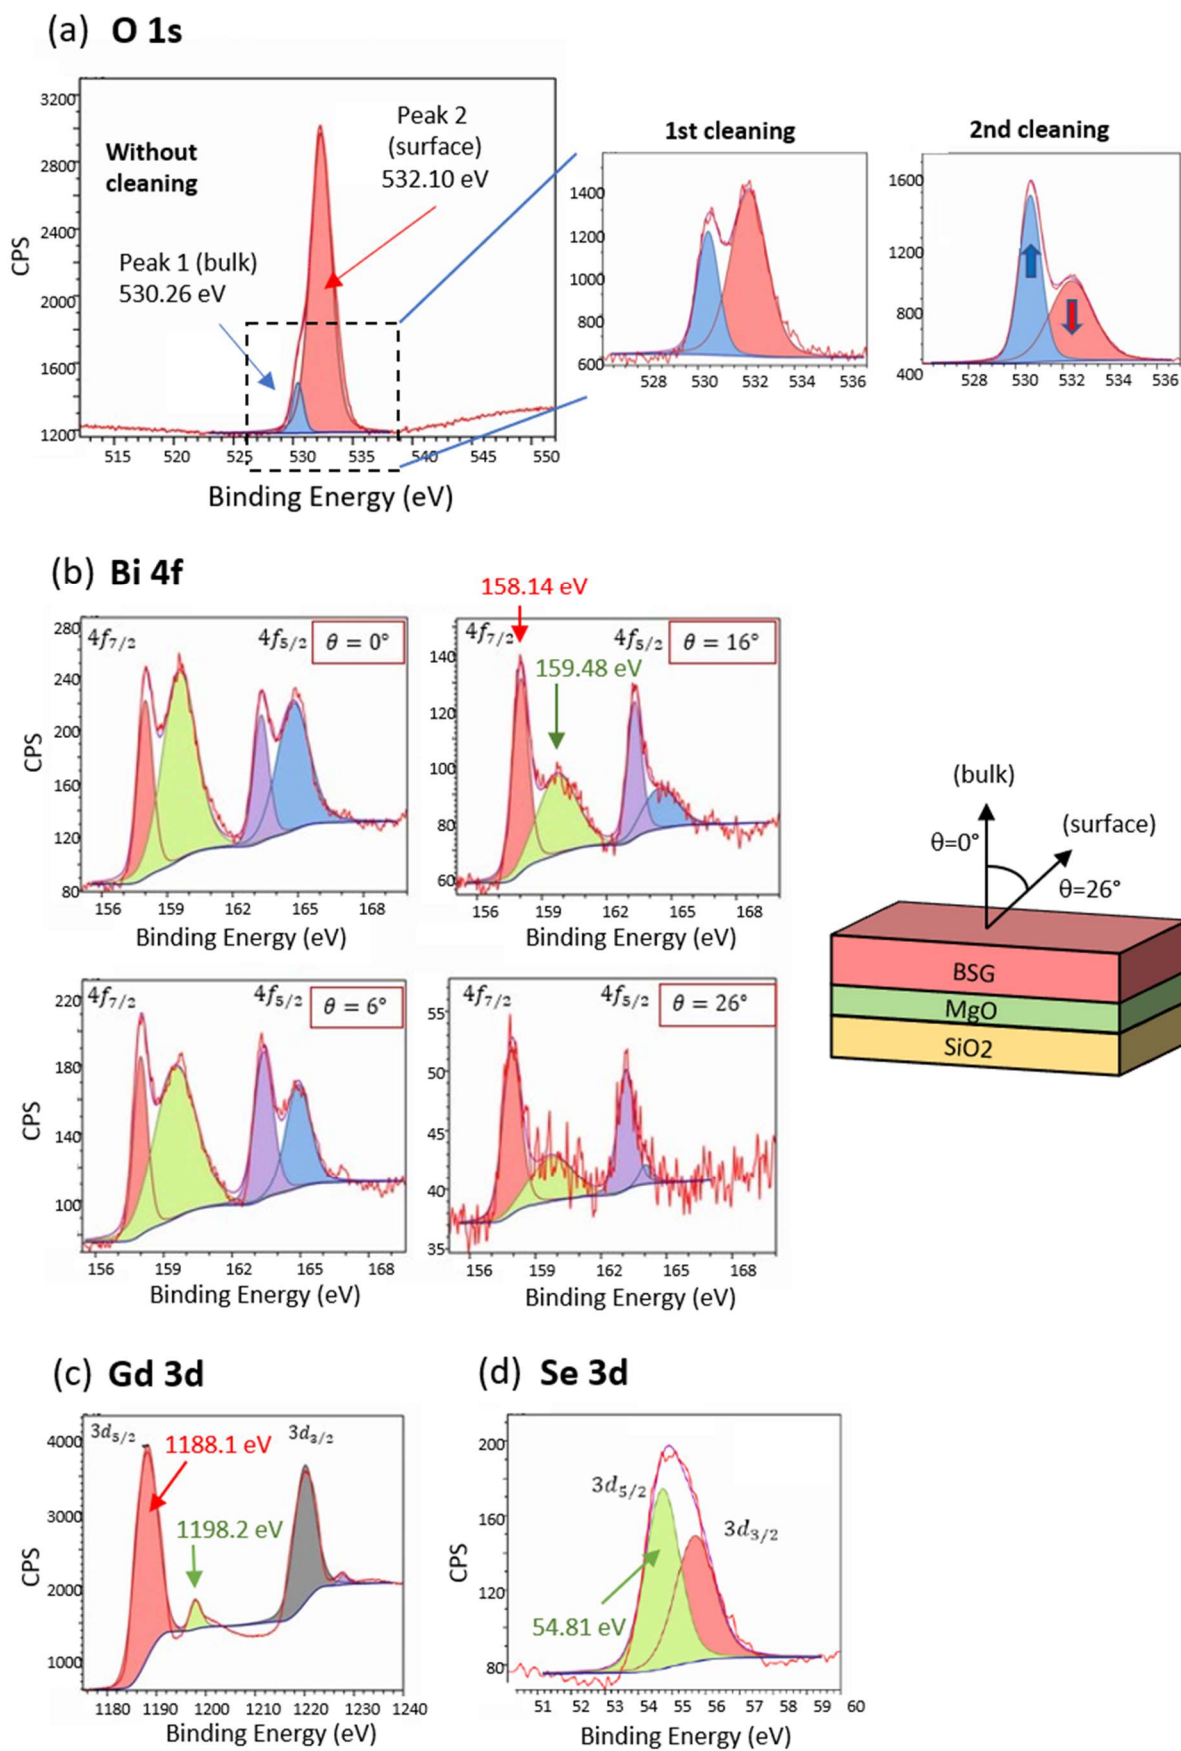 (a) O 1s
Without
cleaning
Peak 2
(surface)
532.10 eV
Peak 1 (bulk)
530.26 eV
CPS
3200
2800
2400
2000
1600
1200
515 520 525 530 535 540 545 550
Binding Energy (eV)
1st cleaning
1400
1200
1000
800
600
528 530 532 534 536
2nd cleaning
1600
1200
800
400
528 530 532 534 536
(b) Bi 4f
4f7/2 4f5/2 θ = 0°
CPS
280
240
200
160
120
80
156 159 162 165 168
Binding Energy (eV)
158.14 eV
4f7/2 4f5/2 θ = 16°
159.48 eV
140
120
100
80
60
156 159 162 165 168
Binding Energy (eV)
4f7/2 4f5/2 θ = 6°
CPS
220
180
140
100
156 159 162 165 168
Binding Energy (eV)
4f7/2 4f5/2 θ = 26°
55
50
45
40
35
156 159 162 165 168
Binding Energy (eV)
(bulk)
(surface)
θ=0°
θ=26°
BSG
MgO
SiO2
(c) Gd 3d
3d5/2 3d3/2
1188.1 eV
1198.2 eV
CPS
4000
3000
2000
1000
1180 1190 1200 1210 1220 1230 1240
Binding Energy (eV)
(d) Se 3d
3d5/2
3d3/2
54.81 eV
CPS
200
160
120
80
51 52 53 54 55 56 57 58 59 60
Binding Energy (eV)